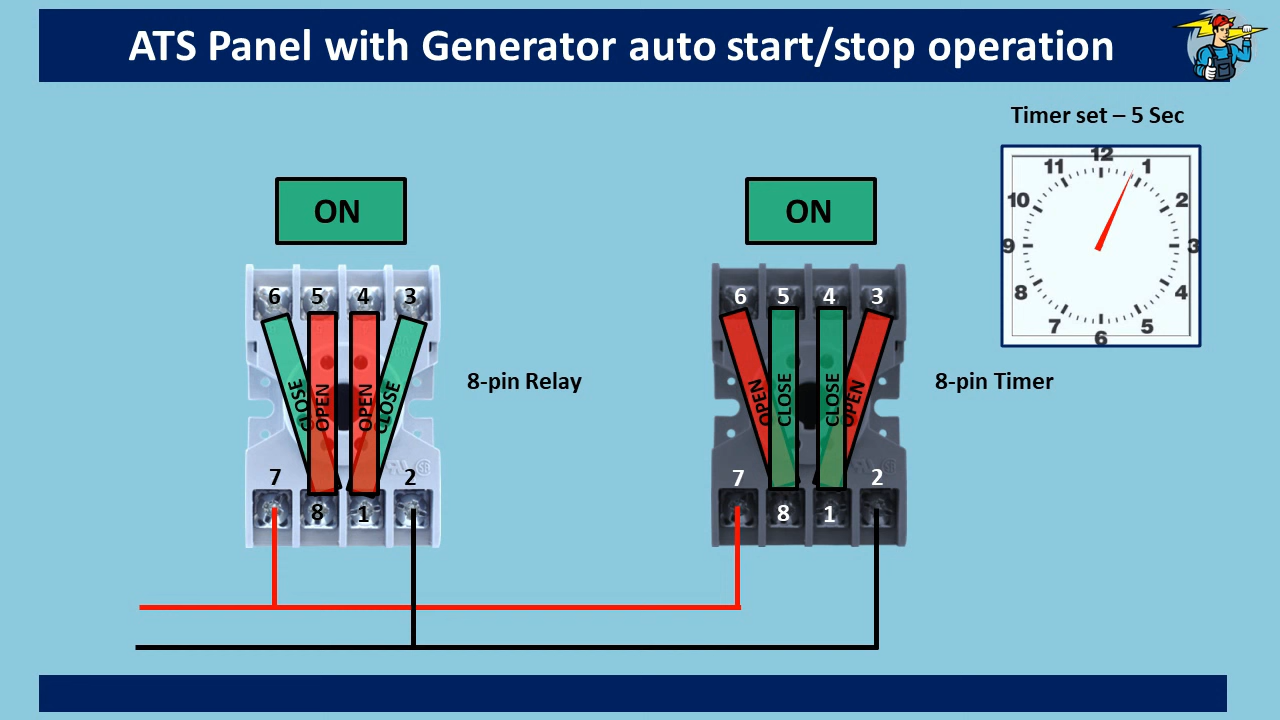 ATS Panel with Generator auto start/stop operation
Timer set – 5 Sec
12
11 1
10 2
9 3
8 4
7 5
6
ON
ON
6 5 4 3
CLOSE OPEN OPEN CLOSE
7 2
8 1
8-pin Relay
6 5 4 3
OPEN CLOSE CLOSE OPEN
7 2
8 1
8-pin Timer